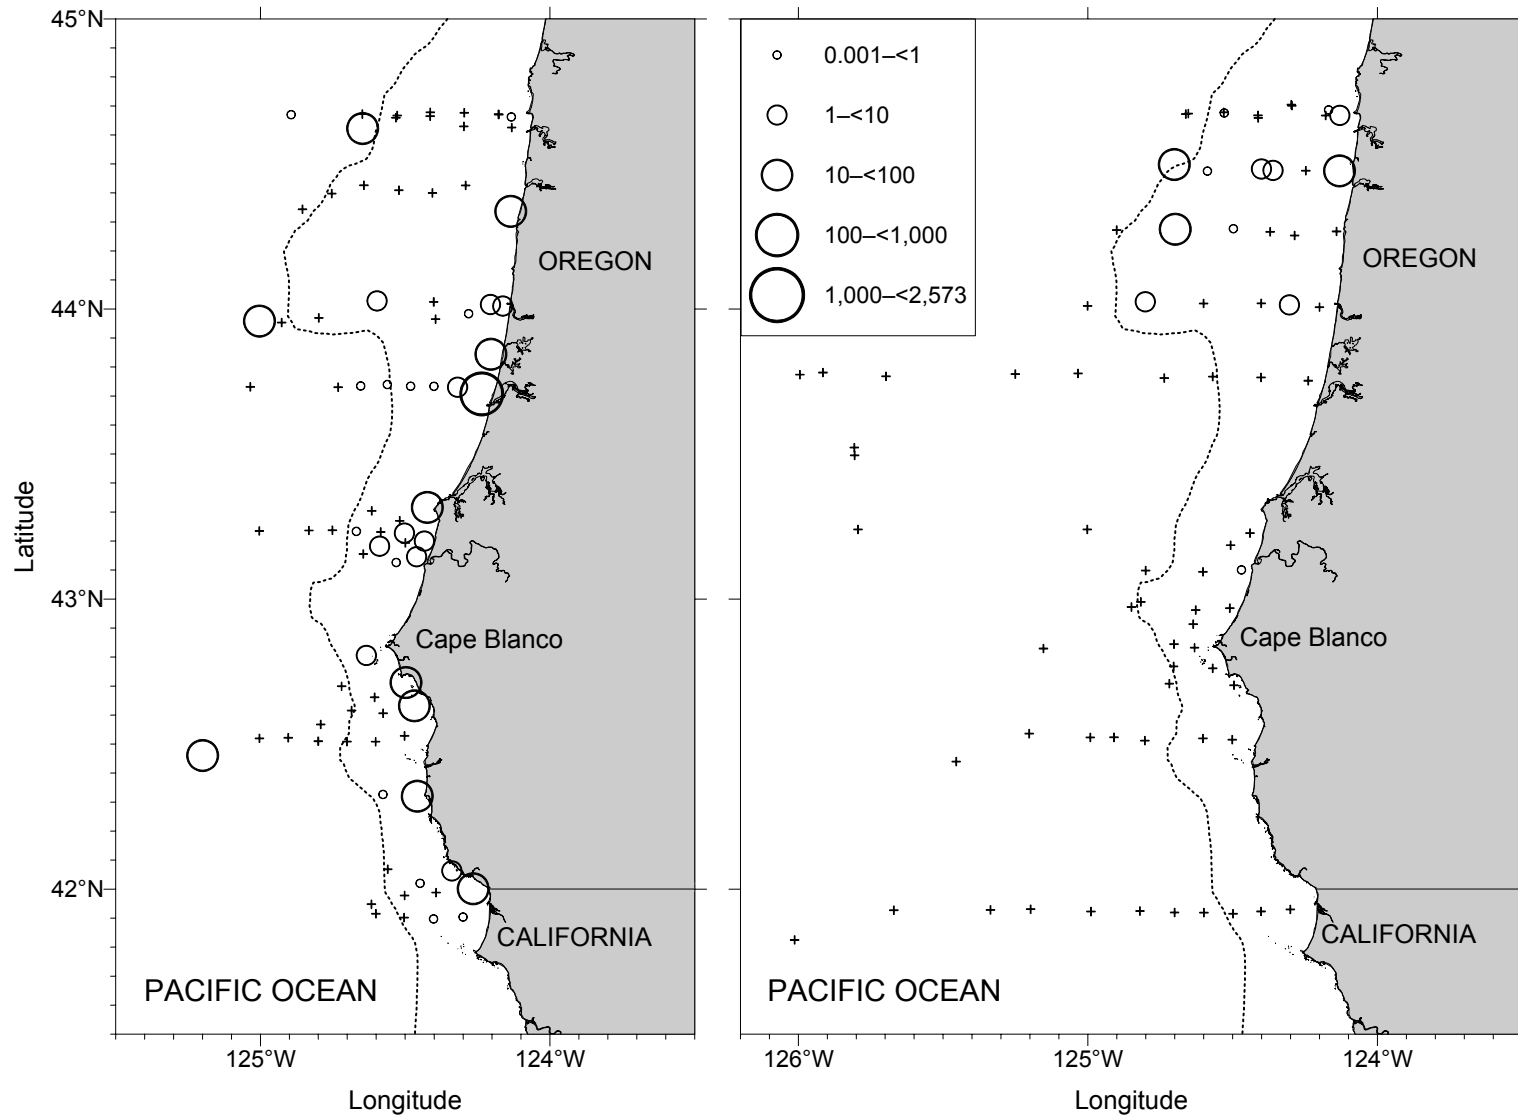 45°N
44°N
43°N
42°N
Latitude
OREGON
Cape Blanco
CALIFORNIA
PACIFIC OCEAN
125°W
124°W
Longitude
0.001–<1
1–<10
10–<100
100–<1,000
1,000–<2,573
OREGON
Cape Blanco
CALIFORNIA
PACIFIC OCEAN
126°W
125°W
124°W
Longitude